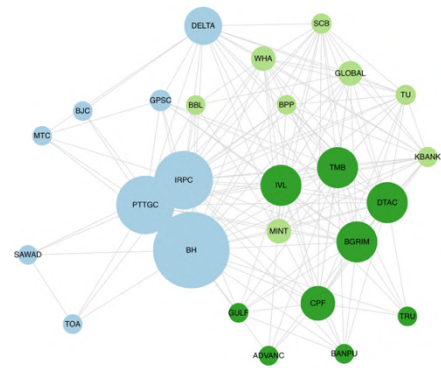 DELTA
SCB
WHA
GLOBAL
TU
GPSC
BBL
BPP
BJC
MTC
KBANK
IRPC
TMB
IVL
PTTGC
DTAC
MINT
BGRIM
BH
SAWAD
CPF
GULF
TRU
TOA
ADVANC
BANPU